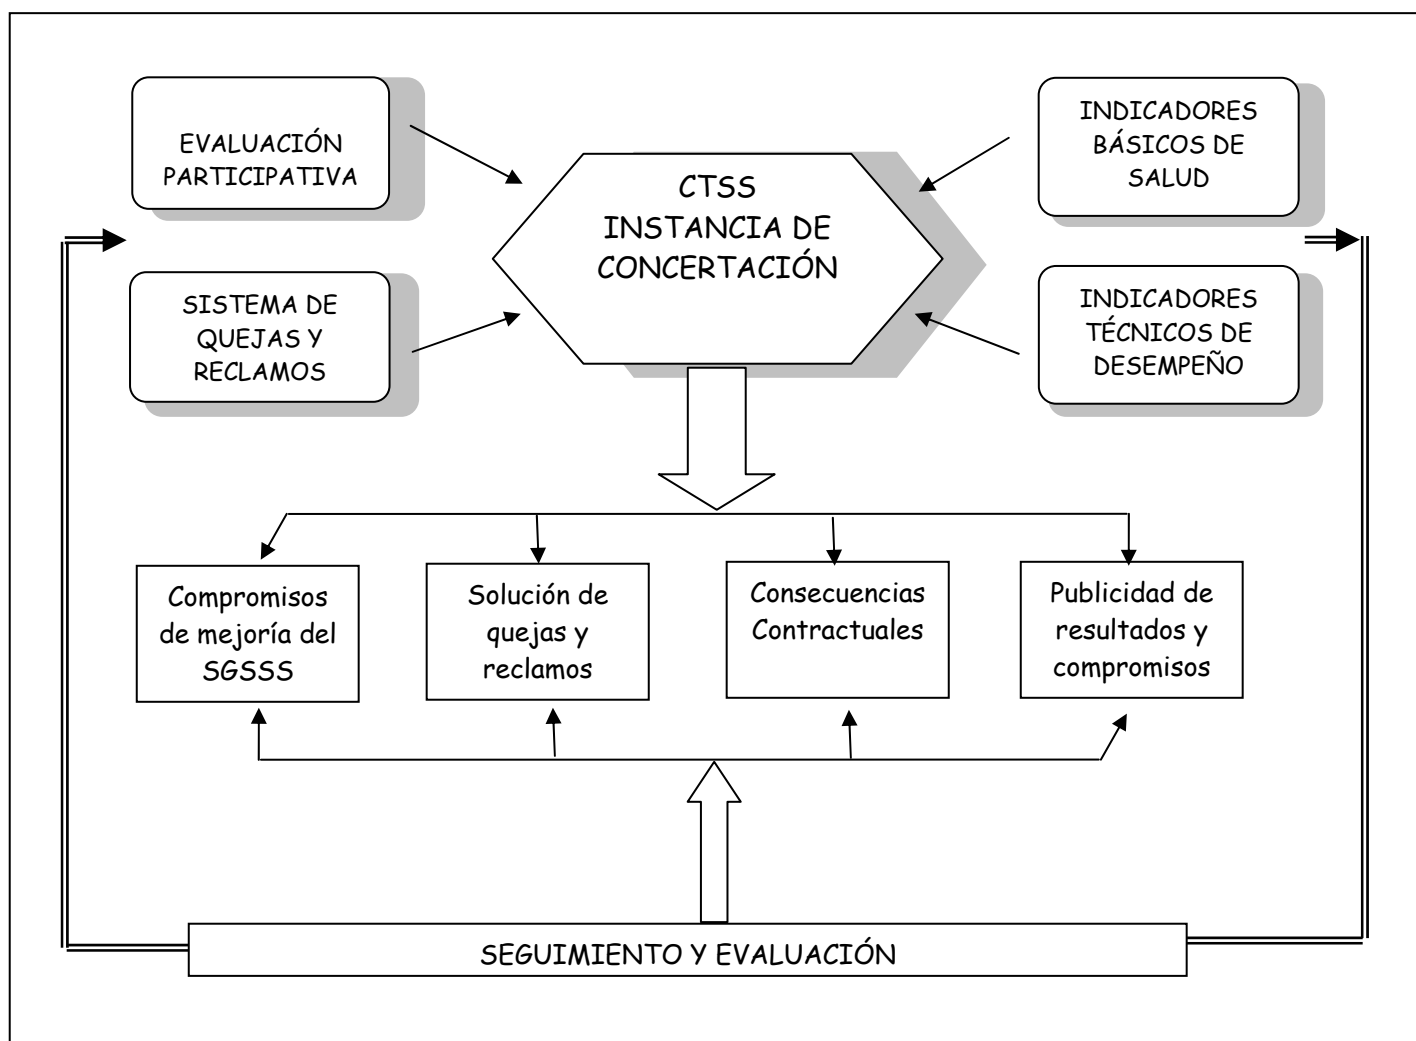 EVALUACIÓN
PARTICIPATIVA
CTSS
INSTANCIA DE
CONCERTACIÓN
INDICADORES
BÁSICOS DE
SALUD
SISTEMA DE
QUEJAS Y
RECLAMOS
INDICADORES
TÉCNICOS DE
DESEMPEÑO
Compromisos
de mejoría del
SGSSS
Solución de
quejas y
reclamos
Consecuencias
Contractuales
Publicidad de
resultados y
compromisos
SEGUIMIENTO Y EVALUACIÓN